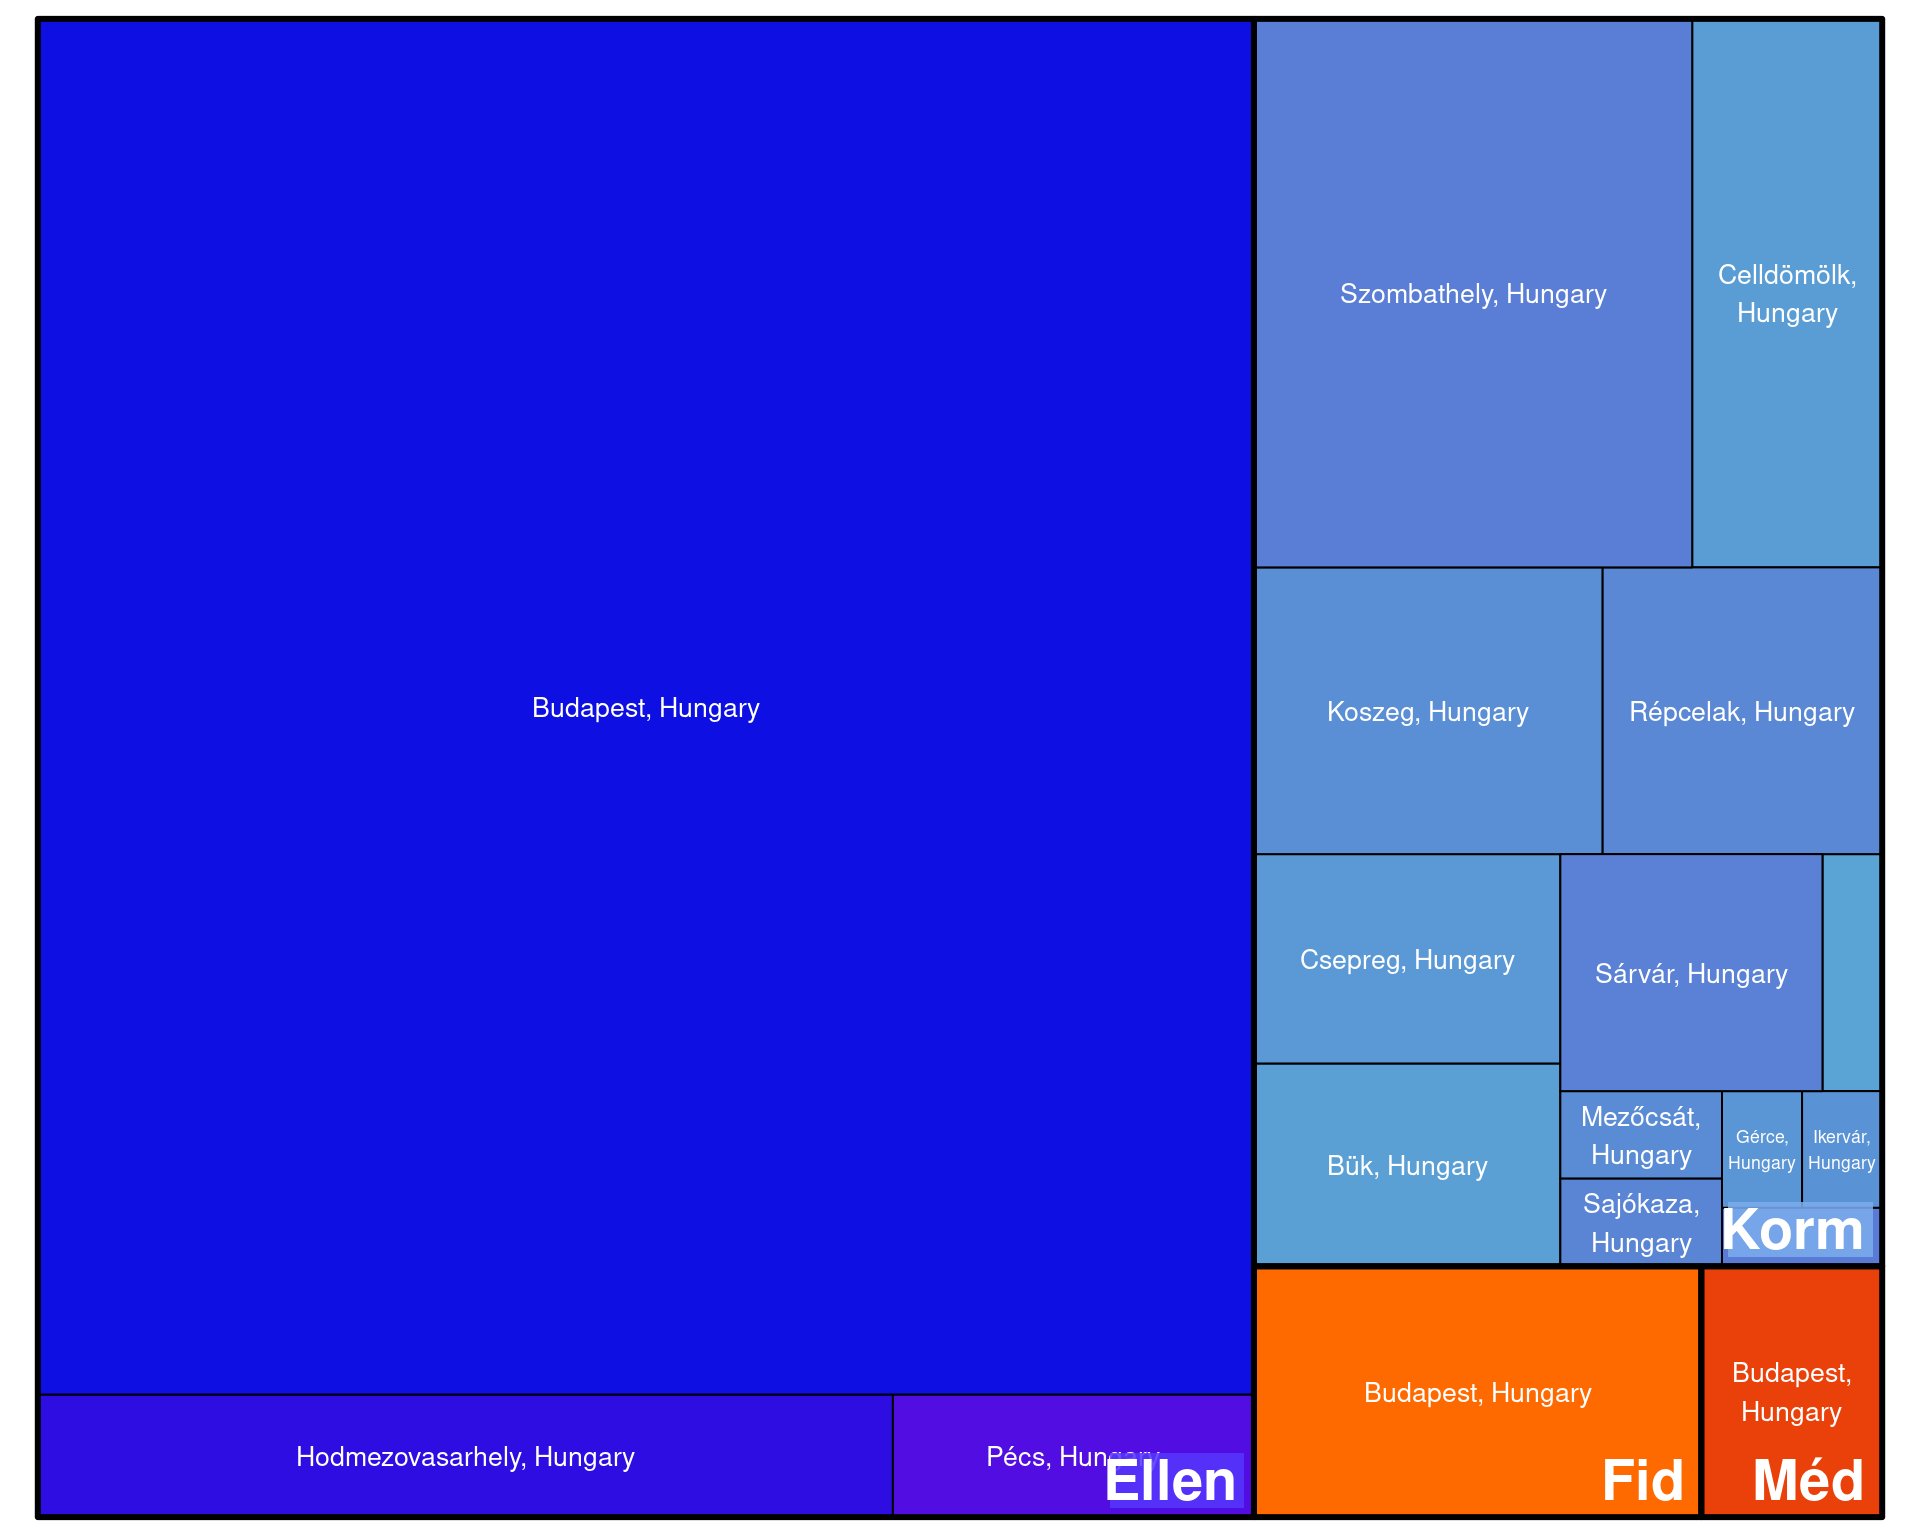 Budapest, Hungary
Hodmezovasarhely, Hungary
Pécs, Hungary
Ellen
Szombathely, Hungary
Celldömölk,
Hungary
Koszeg, Hungary
Répcelak, Hungary
Csepreg, Hungary
Sárvár, Hungary
Bük, Hungary
Mezőcsát,
Hungary
Gérce,
Hungary
Ikervár,
Hungary
Sajókaza,
Hungary
Korm
Budapest, Hungary
Fid
Budapest,
Hungary
Méd